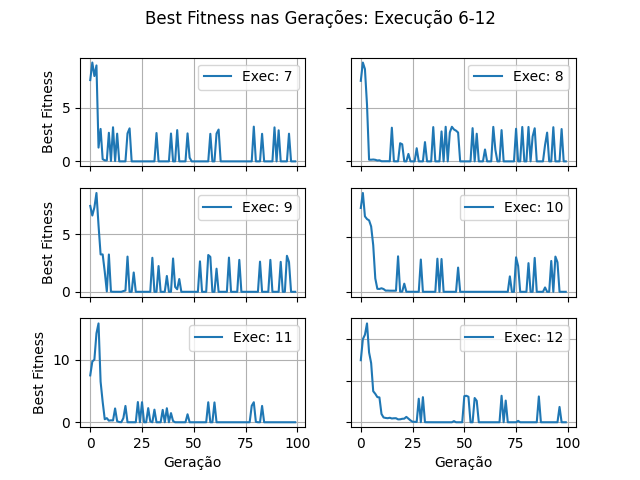 Best Fitness nas Gerações: Execução 6-12
Exec: 7
Exec: 8
Best Fitness
5
0
Exec: 9
Exec: 10
Best Fitness
5
0
Exec: 11
Exec: 12
Best Fitness
10
0
0 25 50 75 100
0 25 50 75 100
Geração
Geração